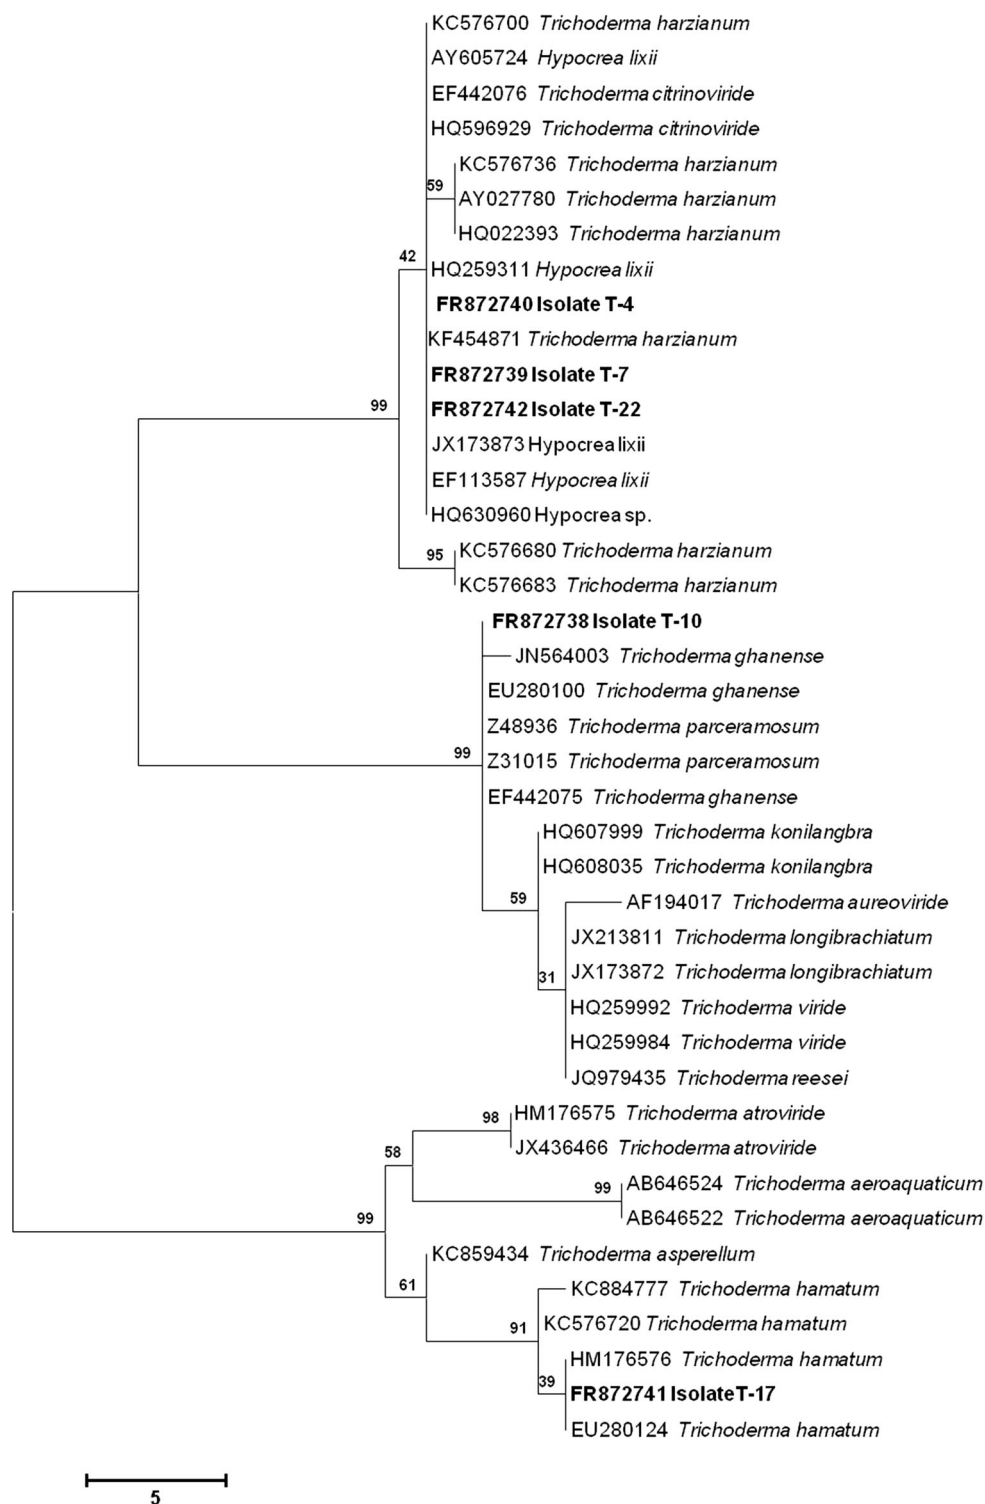 KC576700 Trichoderma harzianum
AY605724 Hypocrea lixii
EF442076 Trichoderma citrinoviride
HQ596929 Trichoderma citrinoviride
KC576736 Trichoderma harzianum
59
AY027780 Trichoderma harzianum
HQ022393 Trichoderma harzianum
42
HQ259311 Hypocrea lixii
FR872740 Isolate T-4
KF454871 Trichoderma harzianum
FR872739 Isolate T-7
99
FR872742 Isolate T-22
JX173873 Hypocrea lixii
EF113587 Hypocrea lixii
HQ630960 Hypocrea sp.
95
KC576680 Trichoderma harzianum
KC576683 Trichoderma harzianum
FR872738 Isolate T-10
JN564003 Trichoderma ghanense
EU280100 Trichoderma ghanense
Z48936 Trichoderma parceramosum
99
Z31015 Trichoderma parceramosum
EF442075 Trichoderma ghanense
HQ607999 Trichoderma konilangbra
HQ608035 Trichoderma konilangbra
59
AF194017 Trichoderma aureoviride
JX213811 Trichoderma longibrachiatum
31
JX173872 Trichoderma longibrachiatum
HQ259992 Trichoderma viride
HQ259984 Trichoderma viride
JQ979435 Trichoderma reesei
98
HM176575 Trichoderma atroviride
JX436466 Trichoderma atroviride
58
99
AB646524 Trichoderma aeroaquaticum
99
AB646522 Trichoderma aeroaquaticum
KC859434 Trichoderma asperellum
61
KC884777 Trichoderma hamatum
91
KC576720 Trichoderma hamatum
HM176576 Trichoderma hamatum
39
FR872741 Isolate T-17
EU280124 Trichoderma hamatum
5